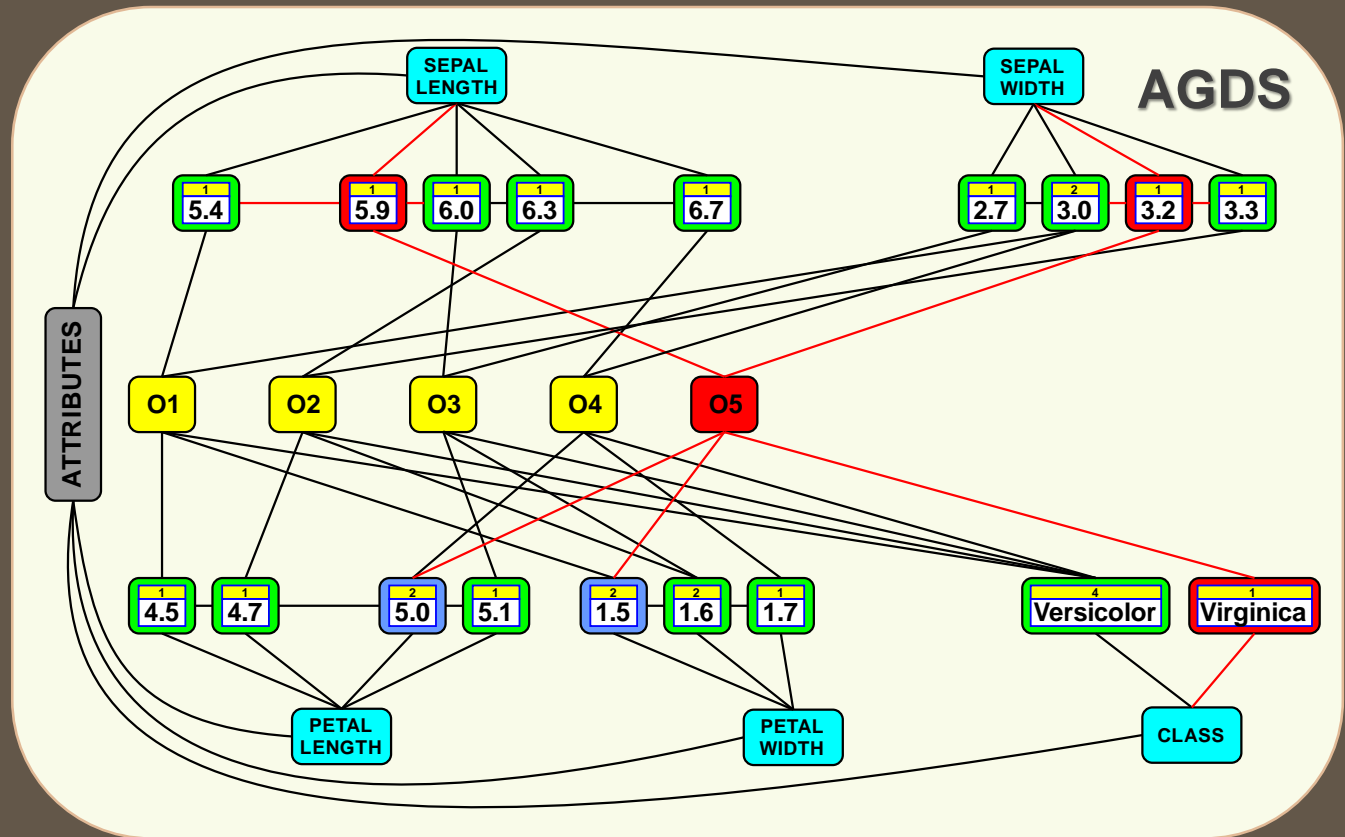 SEPAL
LENGTH
SEPAL
WIDTH
AGDS
1
5.4
1
5.9
1
6.0
1
6.3
1
6.7
1
2.7
2
3.0
1
3.2
1
3.3
ATTRIBUTES
O1
O2
O3
O4
O5
1
4.5
1
4.7
2
5.0
1
5.1
2
1.5
2
1.6
1
1.7
4
Versicolor
1
Virginica
PETAL
LENGTH
PETAL
WIDTH
CLASS